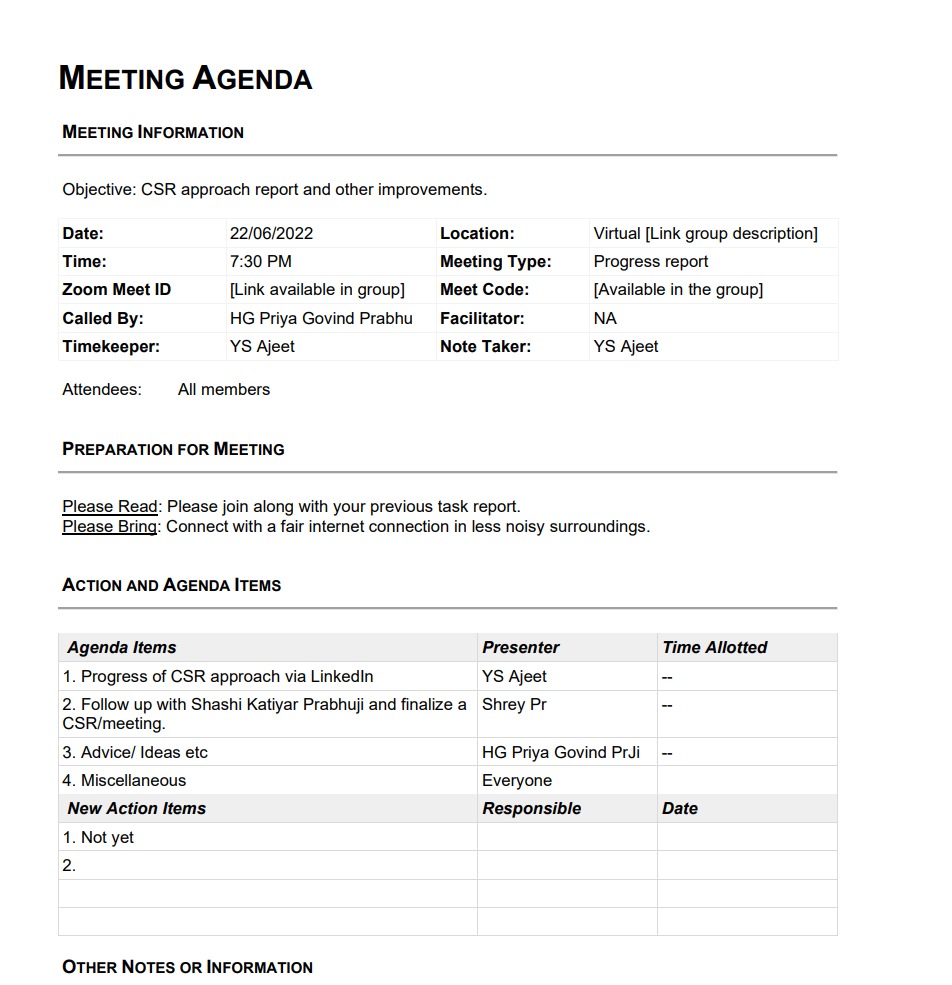 MEETING AGENDA
MEETING INFORMATION
Objective: CSR approach report and other improvements.
Date: 22/06/2022 Location: Virtual [Link group description]
Time: 7:30 PM Meeting Type: Progress report
Zoom Meet ID [Link available in group] Meet Code: [Available in the group]
Called By: HG Priya Govind Prabhu Facilitator: NA
Timekeeper: YS Ajeet Note Taker: YS Ajeet
Attendees: All members
PREPARATION FOR MEETING
Please Read: Please join along with your previous task report.
Please Bring: Connect with a fair internet connection in less noisy surroundings.
ACTION AND AGENDA ITEMS
Agenda Items Presenter Time Allotted
1. Progress of CSR approach via LinkedIn YS Ajeet --
2. Follow up with Shashi Katiyar Prabhuji and finalize a Shrey Pr --
CSR/meeting.
3. Advice/ Ideas etc HG Priya Govind PrJi --
4. Miscellaneous Everyone
New Action Items Responsible Date
1. Not yet
2.
OTHER NOTES OR INFORMATION